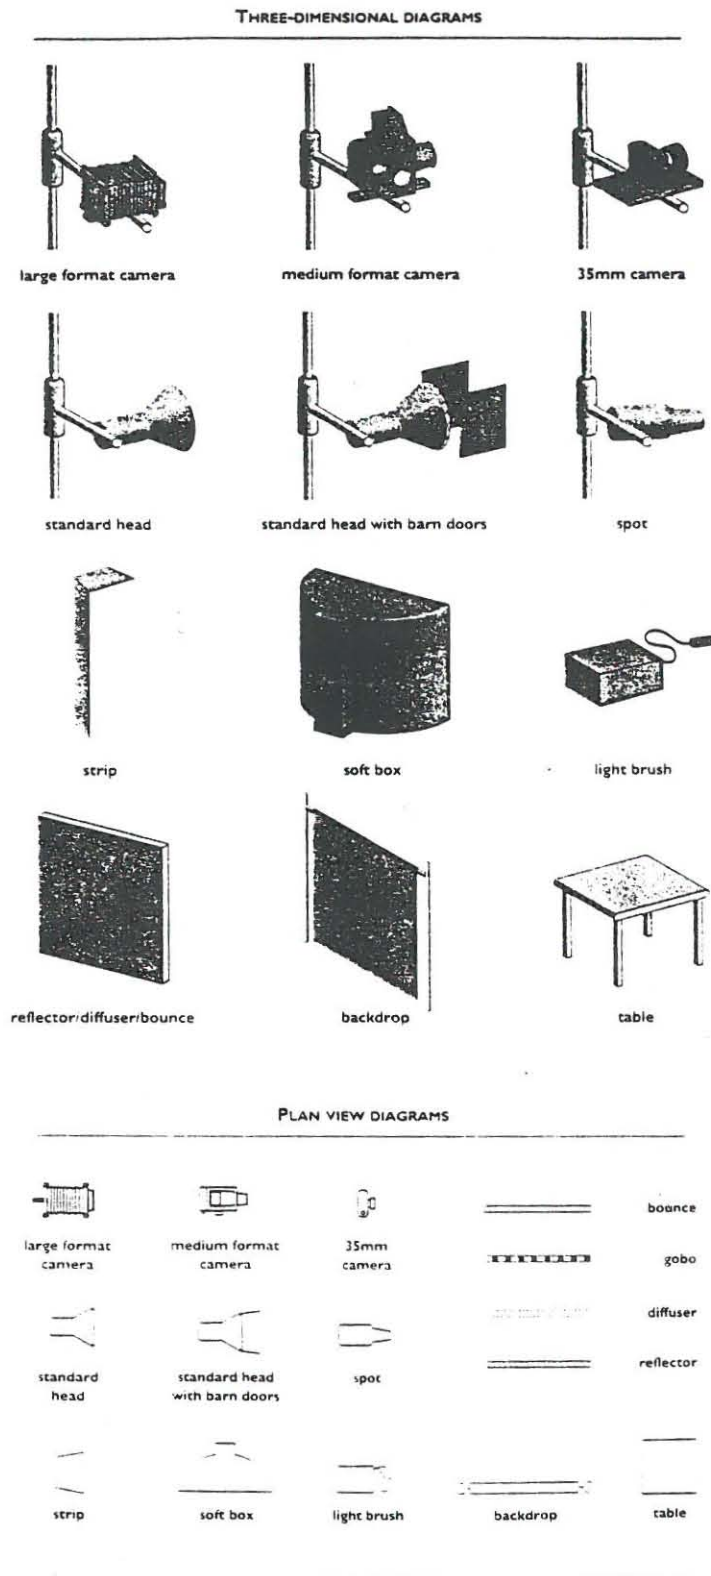 THREE-DIMENSIONAL DIAGRAMS
large format camera
medium format camera
35mm camera
standard head
standard head with barn doors
spot
strip
soft box
light brush
reflector/diffuser/bounce
backdrop
table
PLAN VIEW DIAGRAMS
large format
camera
medium format
camera
35mm
camera
bounce
gobo
diffuser
reflector
standard
head
standard head
with barn doors
spot
strip
soft box
light brush
backdrop
table